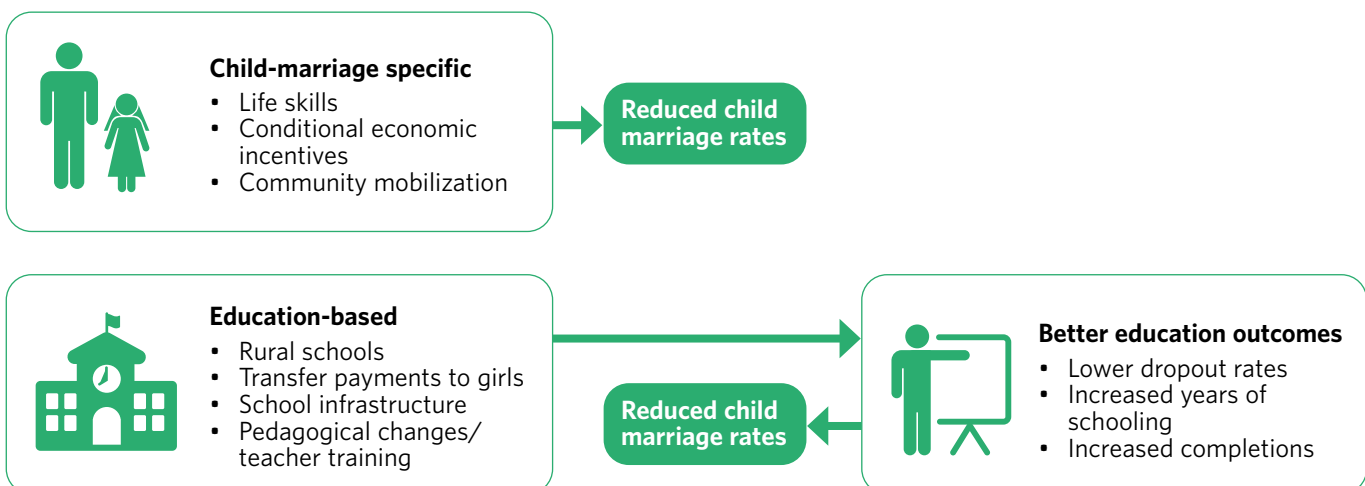 Child-marriage specific
• Life skills
• Conditional economic
incentives
• Community mobilization
Reduced child
marriage rates
Education-based
• Rural schools
• Transfer payments to girls
• School infrastructure
• Pedagogical changes/
teacher training
Reduced child
marriage rates
Better education outcomes
• Lower dropout rates
• Increased years of
schooling
• Increased completions